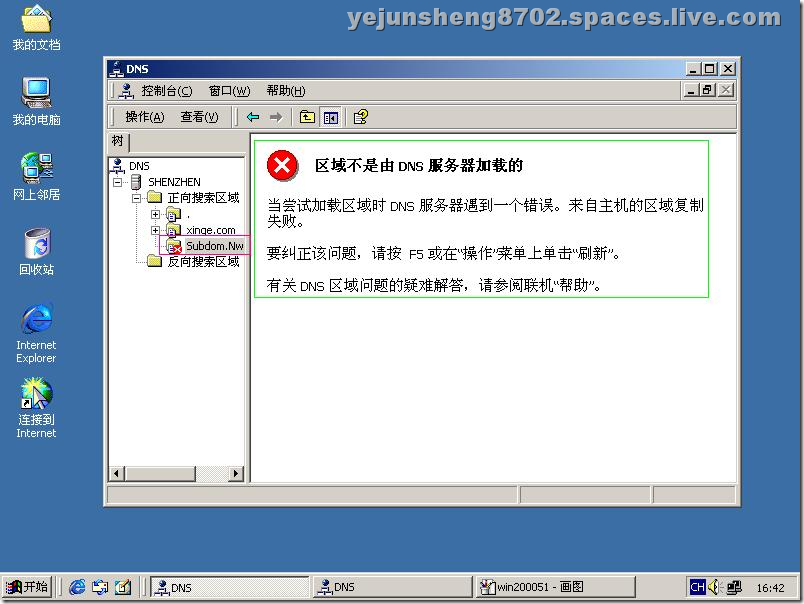 yejunsheng8702.spaces.live.com
我的文档
我的电脑
网上邻居
回收站
Internet
Explorer
连接到
Internet
DNS
控制台(C) 窗口(W) 帮助(H)
操作(A) 查看(V)
树
DNS
SHENZHEN
正向搜索区域
.
xinge.com
Subdom.Nw
反向搜索区域
区域不是由 DNS 服务器加载的
当尝试加载区域时 DNS 服务器遇到一个错误。来自主机的区域复制
失败。
要纠正该问题，请按 F5 或在“操作”菜单上单击“刷新”。
有关 DNS 区域问题的疑难解答，请参阅联机“帮助”。
开始 DNS DNS win200051 - 画图 CH 16:42